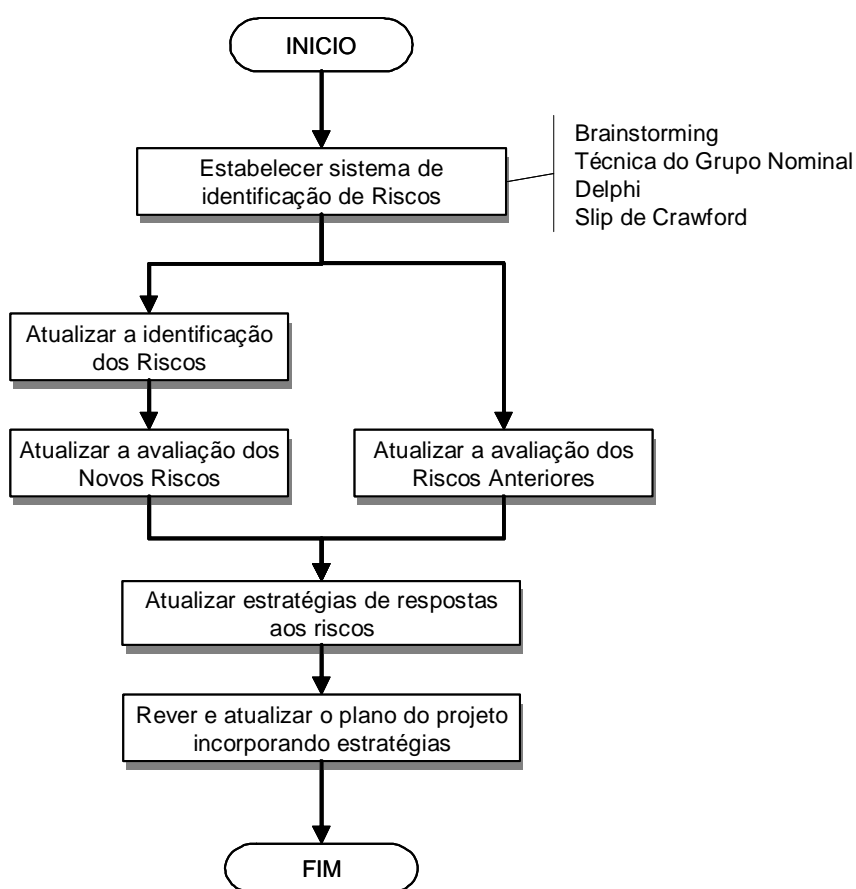 INICIO
Estabelecer sistema de
identificação de Riscos
Brainstorming
Técnica do Grupo Nominal
Delphi
Slip de Crawford
Atualizar a identificação
dos Riscos
Atualizar a avaliação dos
Novos Riscos
Atualizar a avaliação dos
Riscos Anteriores
Atualizar estratégias de respostas
aos riscos
Rever e atualizar o plano do projeto
incorporando estratégias
FIM